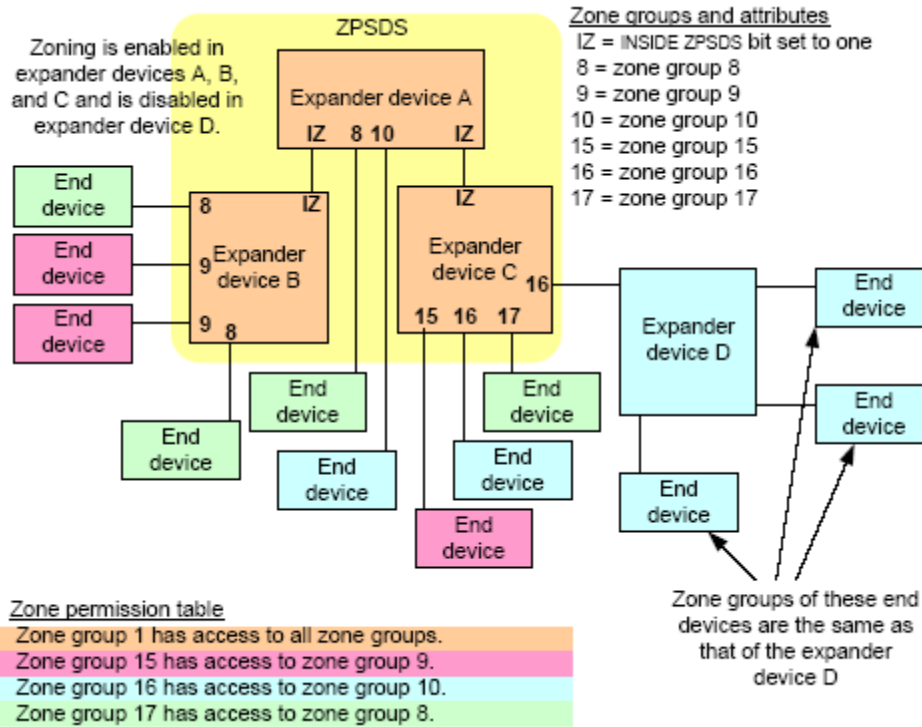 ZPSDS
Zoning is enabled in
expander devices A, B,
and C and is disabled in
expander device D.
Zone groups and attributes
IZ = INSIDE ZPSDS bit set to one
8 = zone group 8
9 = zone group 9
10 = zone group 10
15 = zone group 15
16 = zone group 16
17 = zone group 17
Expander device A
IZ 8 10 IZ
End
device
8
IZ
End
device
9
Expander
device B
End
device
9
8
IZ
Expander
device C
16
15 16 17
Expander
device D
End
device
End
device
End
device
End
device
End
device
End
device
End
device
End
device
End
device
End
device
Zone groups of these end
devices are the same as
that of the expander
device D
Zone permission table
Zone group 1 has access to all zone groups.
Zone group 15 has access to zone group 9.
Zone group 16 has access to zone group 10.
Zone group 17 has access to zone group 8.